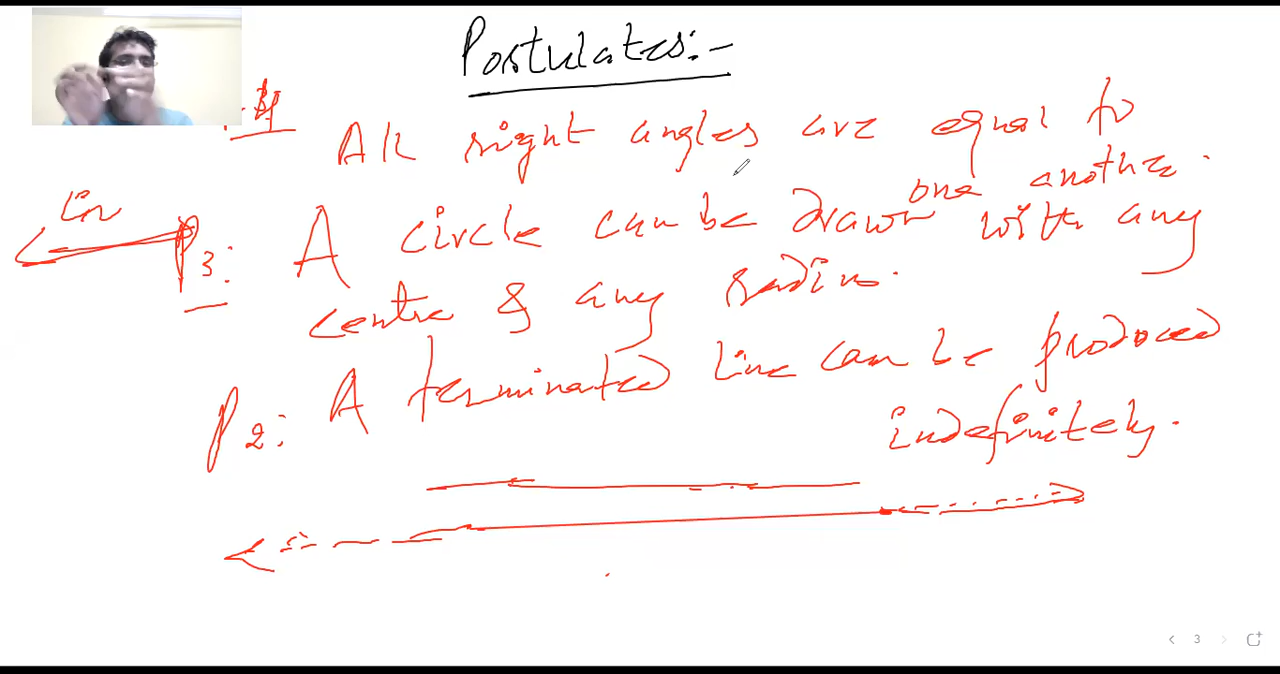 Postulates:-
All right angles are equal to
one another.
P3: A circle can be drawn with any
centre & any radius.
P2: A terminated line can be produced
indefinitely.
3